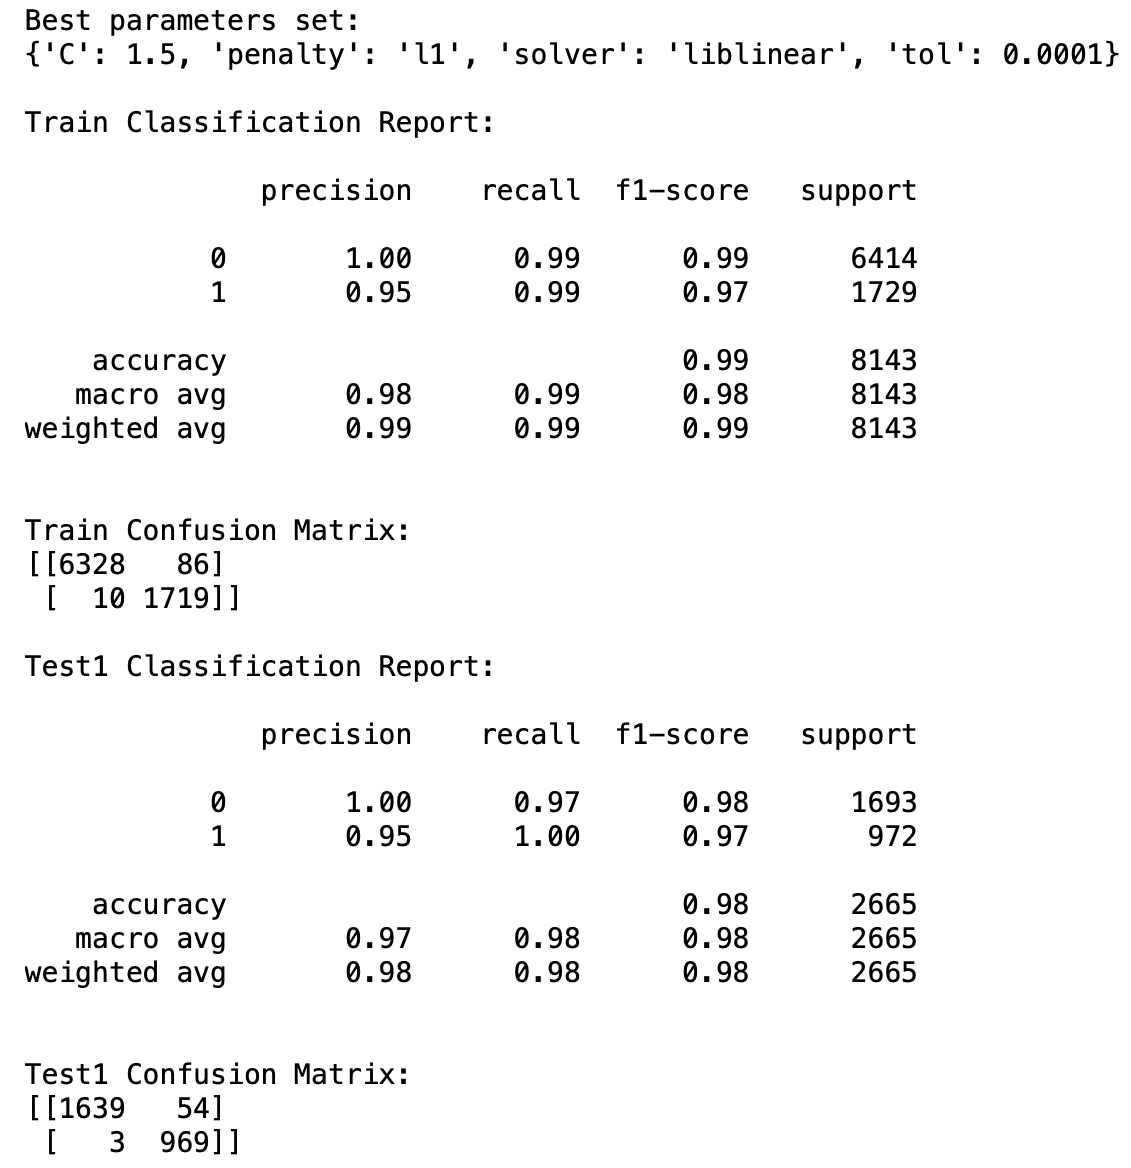 Best parameters set:
{'C': 1.5, 'penalty': 'l1', 'solver': 'liblinear', 'tol': 0.0001}
Train Classification Report:
precision recall f1-score support
0 1.00 0.99 0.99 6414
1 0.95 0.99 0.97 1729
accuracy 0.99 8143
macro avg 0.98 0.99 0.98 8143
weighted avg 0.99 0.99 0.99 8143
Train Confusion Matrix:
[[6328 86]
[ 10 1719]]
Test1 Classification Report:
precision recall f1-score support
0 1.00 0.97 0.98 1693
1 0.95 1.00 0.97 972
accuracy 0.98 2665
macro avg 0.97 0.98 0.98 2665
weighted avg 0.98 0.98 0.98 2665
Test1 Confusion Matrix:
[[1639 54]
[ 3 969]]